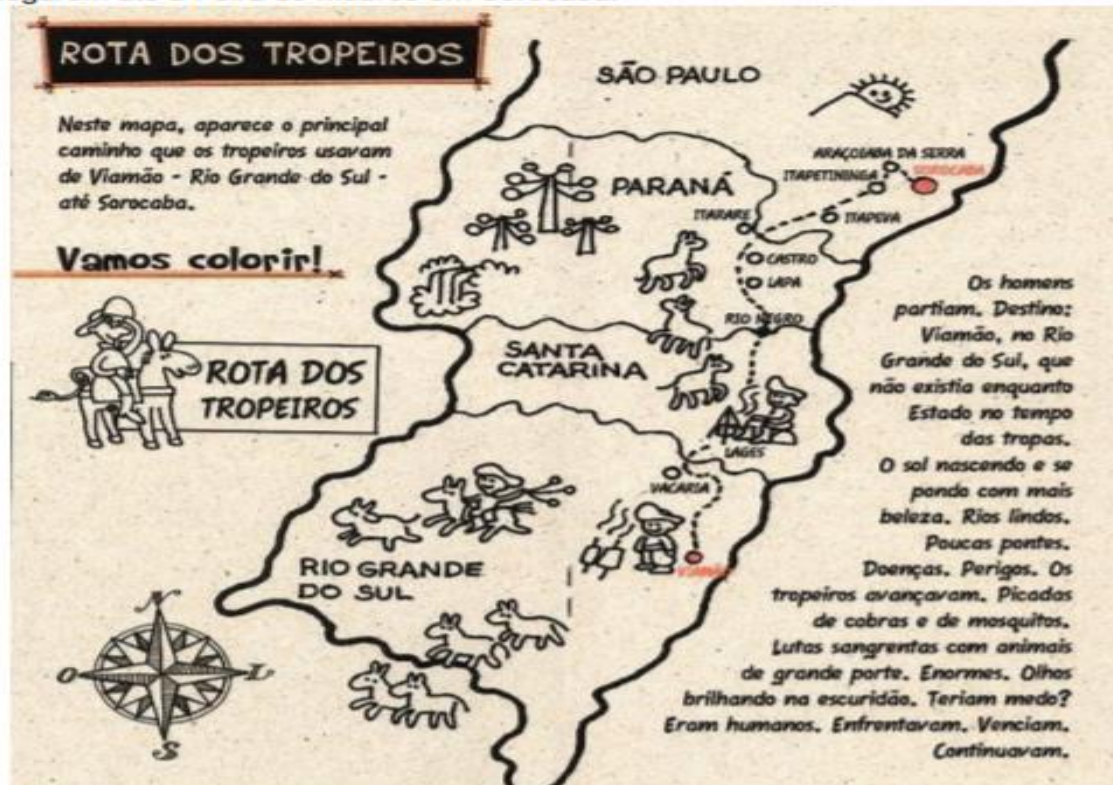 ROTA DOS TROPEIROS
Neste mapa, aparece o principal
caminho que os tropeiros usavam
de Viamão - Rio Grande do Sul -
até Sorocaba.
Vamos colorir!
ROTA DOS
TROPEIROS
SÃO PAULO
ARAÇOIABA DA SERRA
SOROCABA
ITAPETININGA
ITAPEVA
PARANÁ
ITARARE
CASTRO
LAPA
RIO NEGRO
SANTA
CATARINA
LAGES
VACARIA
VIAMÃO
RIO GRANDE
DO SUL
N
O
L
S
Os homens
partiam. Destino:
Viamão, no Rio
Grande do Sul, que
não existia enquanto
Estado no tempo
das tropas.
O sol nascendo e se
pondo com mais
beleza. Rios lindos.
Poucas pontes.
Doenças. Perigos. Os
tropeiros avançavam. Picadas
de cobras e de mosquitos.
Lutas sangrentas com animais
de grande porte. Enormes. Olhos
brilhando na escuridão. Teriam medo?
Eram humanos. Enfrentavam. Venciam.
Continuavam.